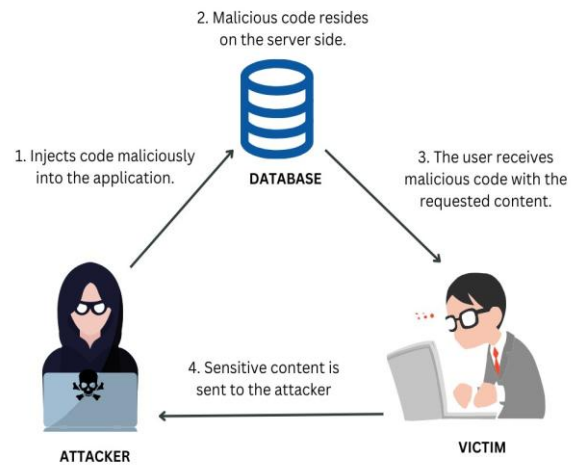 2. Malicious code resides
on the server side.
1. Injects code maliciously
into the application.
DATABASE
3. The user receives
malicious code with the
requested content.
4. Sensitive content is
sent to the attacker
ATTACKER
VICTIM